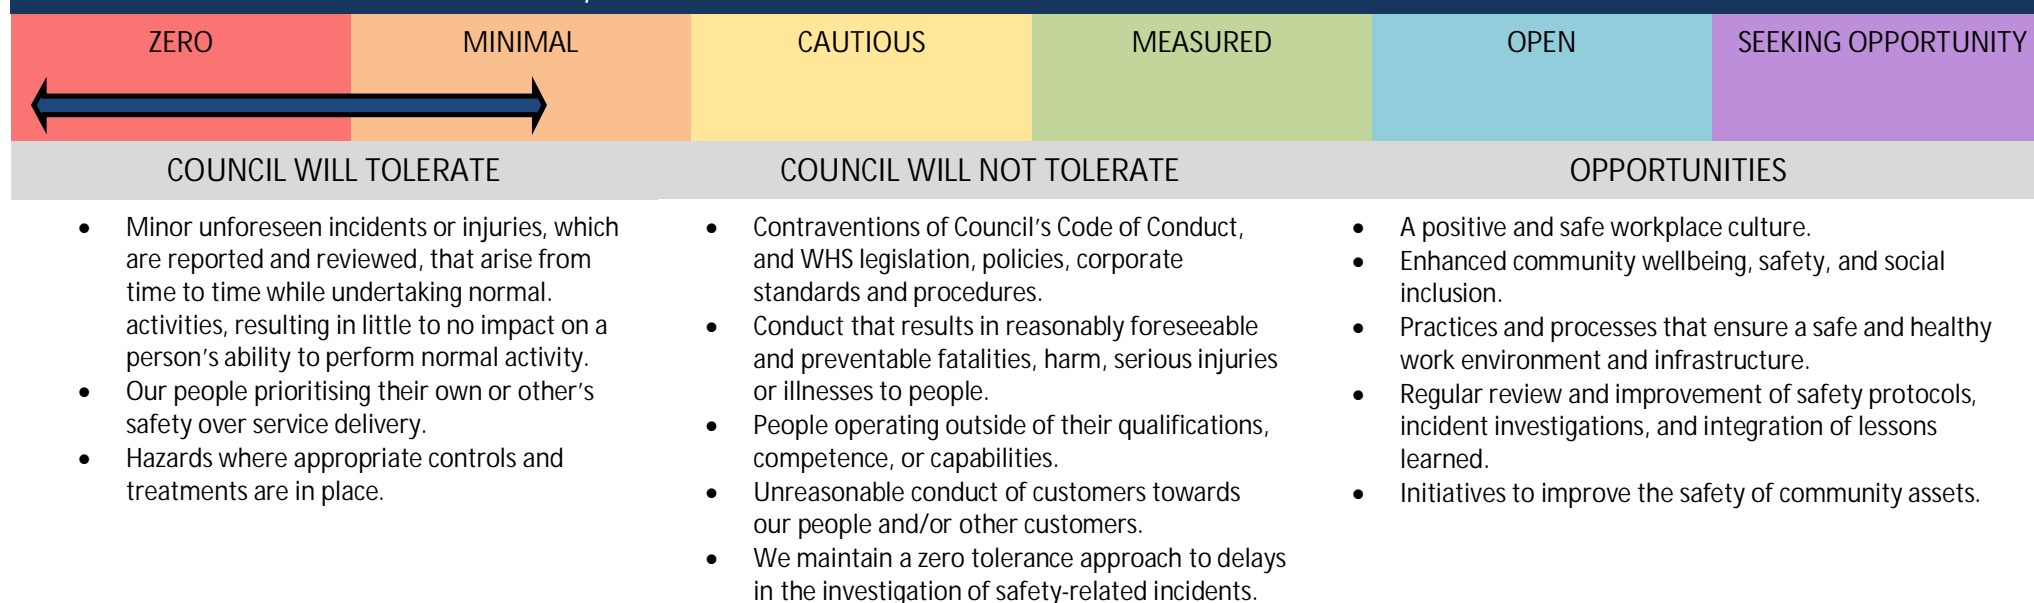 ZERO
MINIMAL
CAUTIOUS
MEASURED
OPEN
SEEKING OPPORTUNITY
COUNCIL WILL TOLERATE
• Minor unforeseen incidents or injuries, which
are reported and reviewed, that arise from
time to time while undertaking normal.
activities, resulting in little to no impact on a
person's ability to perform normal activity.
• Our people prioritising their own or other's
safety over service delivery.
• Hazards where appropriate controls and
treatments are in place.
COUNCIL WILL NOT TOLERATE
• Contraventions of Council's Code of Conduct,
and WHS legislation, policies, corporate
standards and procedures.
• Conduct that results in reasonably foreseeable
and preventable fatalities, harm, serious injuries
or illnesses to people.
• People operating outside of their qualifications,
competence, or capabilities.
• Unreasonable conduct of customers towards
our people and/or other customers.
• We maintain a zero tolerance approach to delays
in the investigation of safety-related incidents.
OPPORTUNITIES
• A positive and safe workplace culture.
• Enhanced community wellbeing, safety, and social
inclusion.
• Practices and processes that ensure a safe and healthy
work environment and infrastructure.
• Regular review and improvement of safety protocols,
incident investigations, and integration of lessons
learned.
• Initiatives to improve the safety of community assets.